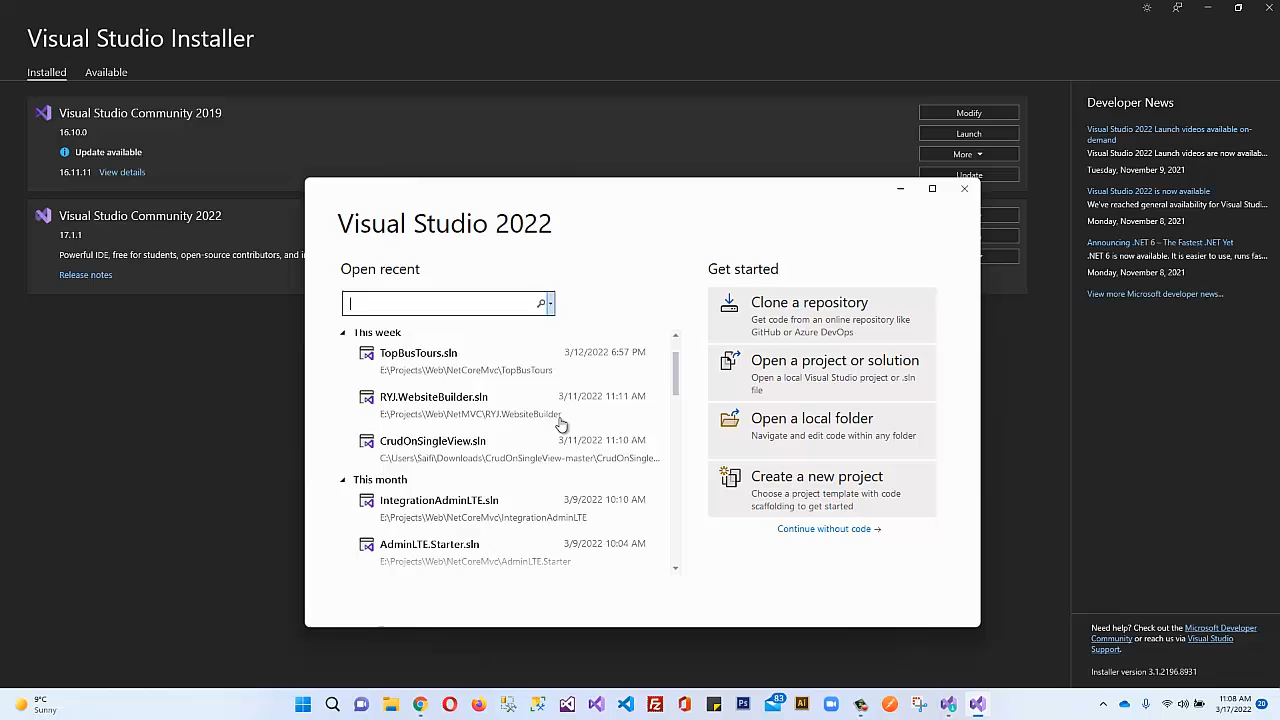 Visual Studio Installer
Installed
Available
Visual Studio Community 2019
16.10.0
Update available
16.11.11 View details
Modify
Launch
More
Update
Visual Studio Community 2022
17.1.1
Powerful IDE, free for students, open-source contributors, and
Release notes
Visual Studio 2022
Open recent
This week
TopBusTours.sln 3/12/2022 6:57 PM
E:\Projects\Web\NetCoreMvc\TopBusTours
RYJ.WebsiteBuilder.sln 3/11/2022 11:11 AM
E:\Projects\Web\NetMVC\RYJ.WebsiteBuilder
CrudOnSingleView.sln 3/11/2022 11:10 AM
C:\Users\Saifi\Downloads\CrudOnSingleView-master\CrudOnSingle...
This month
IntegrationAdminLTE.sln 3/9/2022 10:10 AM
E:\Projects\Web\NetCoreMvc\IntegrationAdminLTE
AdminLTE.Starter.sln 3/9/2022 10:04 AM
E:\Projects\Web\NetCoreMvc\AdminLTE.Starter
Get started
Clone a repository
Get code from an online repository like
GitHub or Azure DevOps
Open a project or solution
Open a local Visual Studio project or .sln
file
Open a local folder
Navigate and edit code within any folder
Create a new project
Choose a project template with code
scaffolding to get started
Continue without code →
Developer News
Visual Studio 2022 Launch videos available on-
demand
Visual Studio 2022 Launch videos are now availab...
Tuesday, November 9, 2021
Visual Studio 2022 is now available
We've reached general availability for Visual Studi...
Monday, November 8, 2021
Announcing .NET 6 – The Fastest .NET Yet
.NET 6 is now available. It is easier to use, runs fas...
Monday, November 8, 2021
View more Microsoft developer news...
Need help? Check out the Microsoft Developer
Community or reach us via Visual Studio
Support.
Installer version 3.1.2196.8931
9°C
Sunny
83
Ps
Ai
11:08 AM
3/17/2022
20